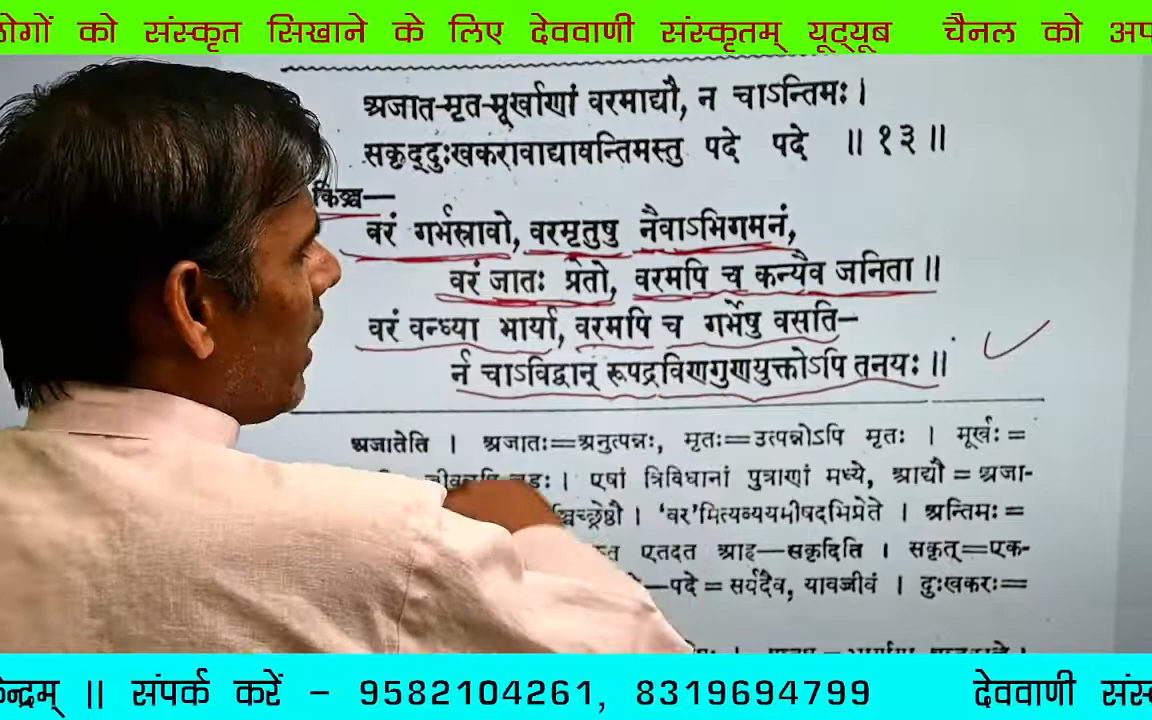 को संस्कृत सिखाने के लिए देववाणी संस्कृतम् यूट्यूब चैनल को
अजात-मृत-मूर्खाणां वरमाद्यौ, न चाऽन्तिमः ।
सकृद्दुःखकरावाद्यावन्तिमस्तु पदे पदे ॥ १३ ॥
किञ्च—
वरं गर्भस्रावो, वरमृतुषु नैवाऽभिगमनं,
वरं जातः प्रेतो, वरमपि च कन्यैव जनिता ॥
वरं वन्ध्या भार्या, वरमपि च गर्भेषु वसति-
र्न चाऽविद्वान् रूपद्रविणगुणयुक्तोऽपि तनयः ॥
अजातेति । अजातः=अनुत्पन्नः, मृतः=उत्पन्नोऽपि मृतः । मूर्खः=
एषां त्रिविधानां पुत्राणां मध्ये, आद्यौ = अजा-
'वर'मित्यव्ययमीषदभिप्रेते । अन्तिमः=
एतदत आह—सकृदिति । सकृत्=एक-
—पदे = सर्वदैव, यावज्जीवं । दुःखकरः=
॥ संपर्क करें - 9582104261, 8319694799 देववाणी